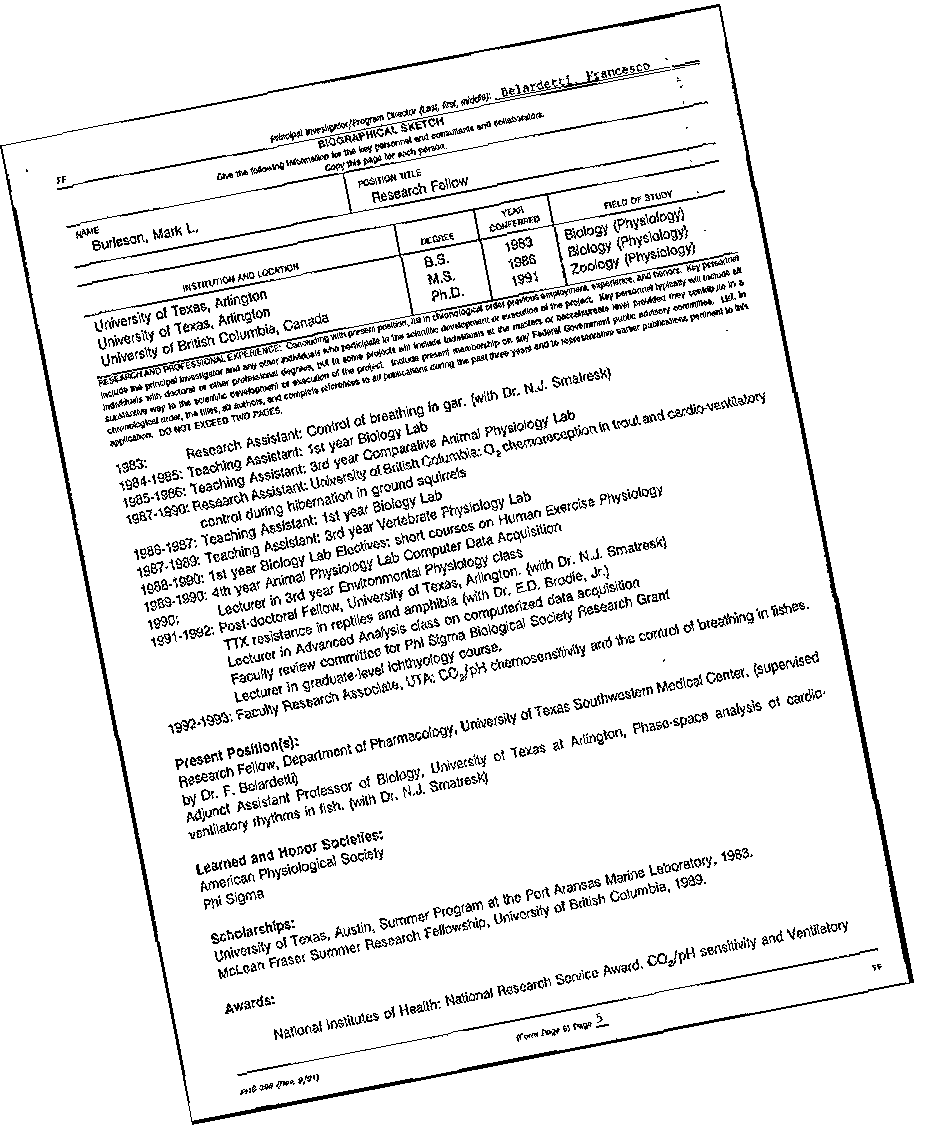 Principal Investigator/Program Director (Last, first, middle): Belardetti, Francesco
BIOGRAPHICAL SKETCH
Give the following information for the key personnel and consultants and collaborators.
Copy this page for each person.
FF
NAME
Burleson, Mark L.
POSITION TITLE
Research Fellow
INSTITUTION AND LOCATION DEGREE YEAR CONFERRED FIELD OF STUDY
University of Texas, Arlington B.S. 1983 Biology (Physiology)
University of Texas, Arlington M.S. 1986 Biology (Physiology)
University of British Columbia, Canada Ph.D. 1991 Zoology (Physiology)
RESEARCH AND PROFESSIONAL EXPERIENCE: Concluding with present position, list in chronological order previous employment, experience, and honors. Key personnel
include the principal investigator and any other individuals who participate in the scientific development or execution of the project. Key personnel typically will include all
individuals with doctoral or other professional degrees, but in some projects will include individuals at the masters or baccalaureate level provided they contribute in a
substantive way to the scientific development or execution of the project. Include present membership on any Federal Government public advisory committee. List, in
chronological order, the titles, all authors, and complete references to all publications during the past three years and to representative earlier publications pertinent to this
application. DO NOT EXCEED TWO PAGES.
1983: Research Assistant: Control of breathing in gar. (with Dr. N.J. Smatresk)
1984-1985: Teaching Assistant: 1st year Biology Lab
1985-1986: Teaching Assistant: 3rd year Comparative Animal Physiology Lab
1987-1990: Research Assistant: University of British Columbia: O2 chemoreception in trout and cardio-ventilatory
control during hibernation in ground squirrels
1986-1987: Teaching Assistant: 1st year Biology Lab
1987-1989: Teaching Assistant: 3rd year Vertebrate Physiology Lab
1988-1990: 1st year Biology Lab Electives: short courses on Human Exercise Physiology
1989-1990: 4th year Animal Physiology Lab Computer Data Acquisition
1990: Lecturer in 3rd year Environmental Physiology class
1991-1992: Post-doctoral Fellow, University of Texas, Arlington. (with Dr. N.J. Smatresk)
TTX resistance in reptiles and amphibia (with Dr. E.D. Brodie, Jr.)
Lecturer in Advanced Analysis class on computerized data acquisition
Faculty review committee for Phi Sigma Biological Society Research Grant
Lecturer in graduate-level ichthyology course.
1992-1993: Faculty Research Associate, UTA: CO2/pH chemosensitivity and the control of breathing in fishes.
Present Position(s):
Research Fellow, Department of Pharmacology, University of Texas Southwestern Medical Center. (supervised
by Dr. F. Belardetti)
Adjunct Assistant Professor of Biology, University of Texas at Arlington, Phase-space analysis of cardio-
ventilatory rhythms in fish. (with Dr. N.J. Smatresk)
Learned and Honor Societies:
American Physiological Society
Phi Sigma
Scholarships:
University of Texas, Austin, Summer Program at the Port Aransas Marine Laboratory, 1983.
McLean Fraser Summer Research Fellowship, University of British Columbia, 1989.
Awards:
National Institutes of Health: National Research Service Award. CO2/pH sensitivity and Ventilatory
PHS 398 (Rev. 9/91) (Form Page 6) Page 5 FF